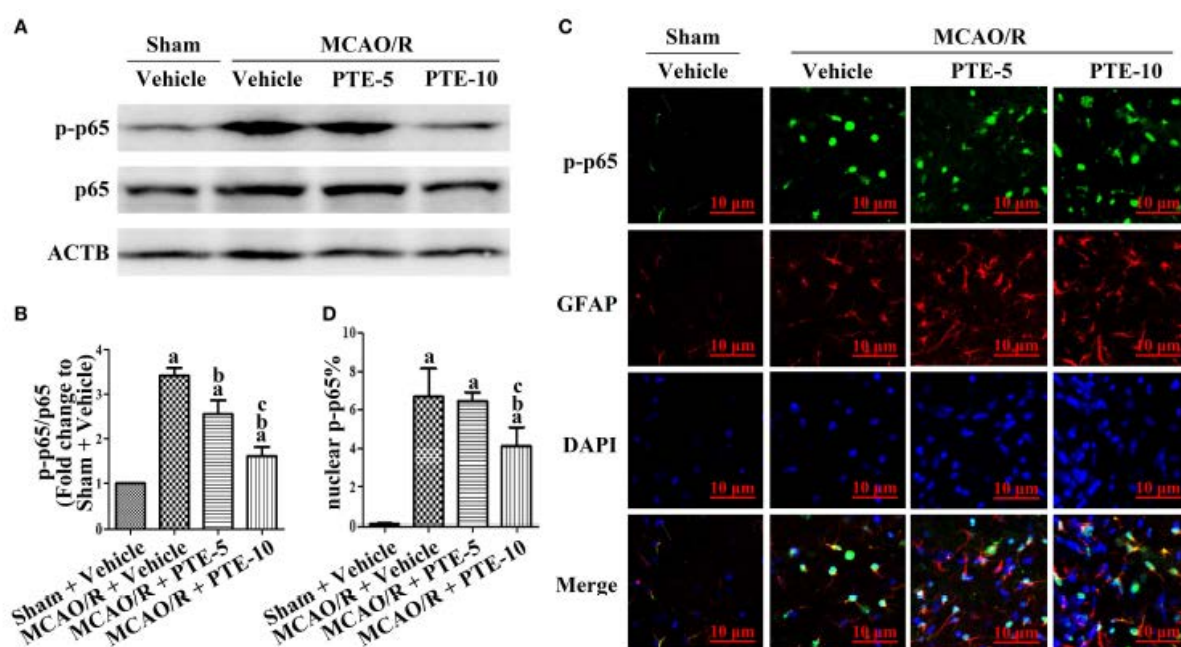 A
Sham MCAO/R
Vehicle Vehicle PTE-5 PTE-10
p-p65
p65
ACTB
B
p-p65/p65
(Fold change to
Sham + Vehicle)
4
3
2
1
0
a
b
a
c
b
a
Sham + Vehicle
MCAO/R + Vehicle
MCAO/R + PTE-5
MCAO/R + PTE-10
D
nuclear p-p65%
10
8
6
4
2
0
a
a
c
b
a
Sham + Vehicle
MCAO/R + Vehicle
MCAO/R + PTE-5
MCAO/R + PTE-10
C
Sham MCAO/R
Vehicle Vehicle PTE-5 PTE-10
p-p65
10 μm 10 μm 10 μm 10 μm
GFAP
10 μm 10 μm 10 μm 10 μm
DAPI
10 μm 10 μm 10 μm 10 μm
Merge
10 μm 10 μm 10 μm 10 μm